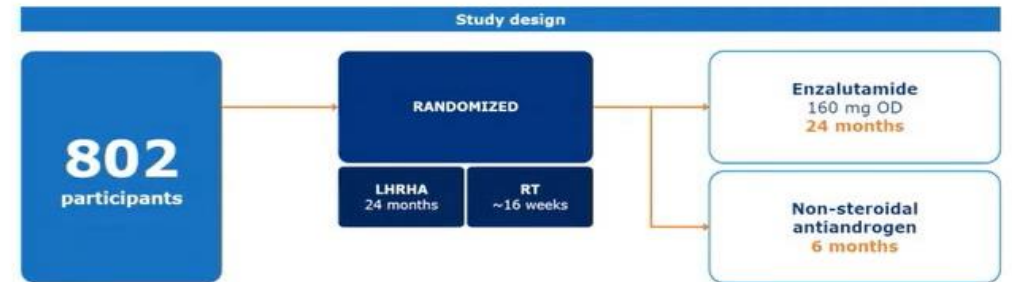 Study design
802
participants
RANDOMIZED
LHRHA
24 months
RT
~16 weeks
Enzalutamide
160 mg OD
24 months
Non-steroidal
antiandrogen
6 months